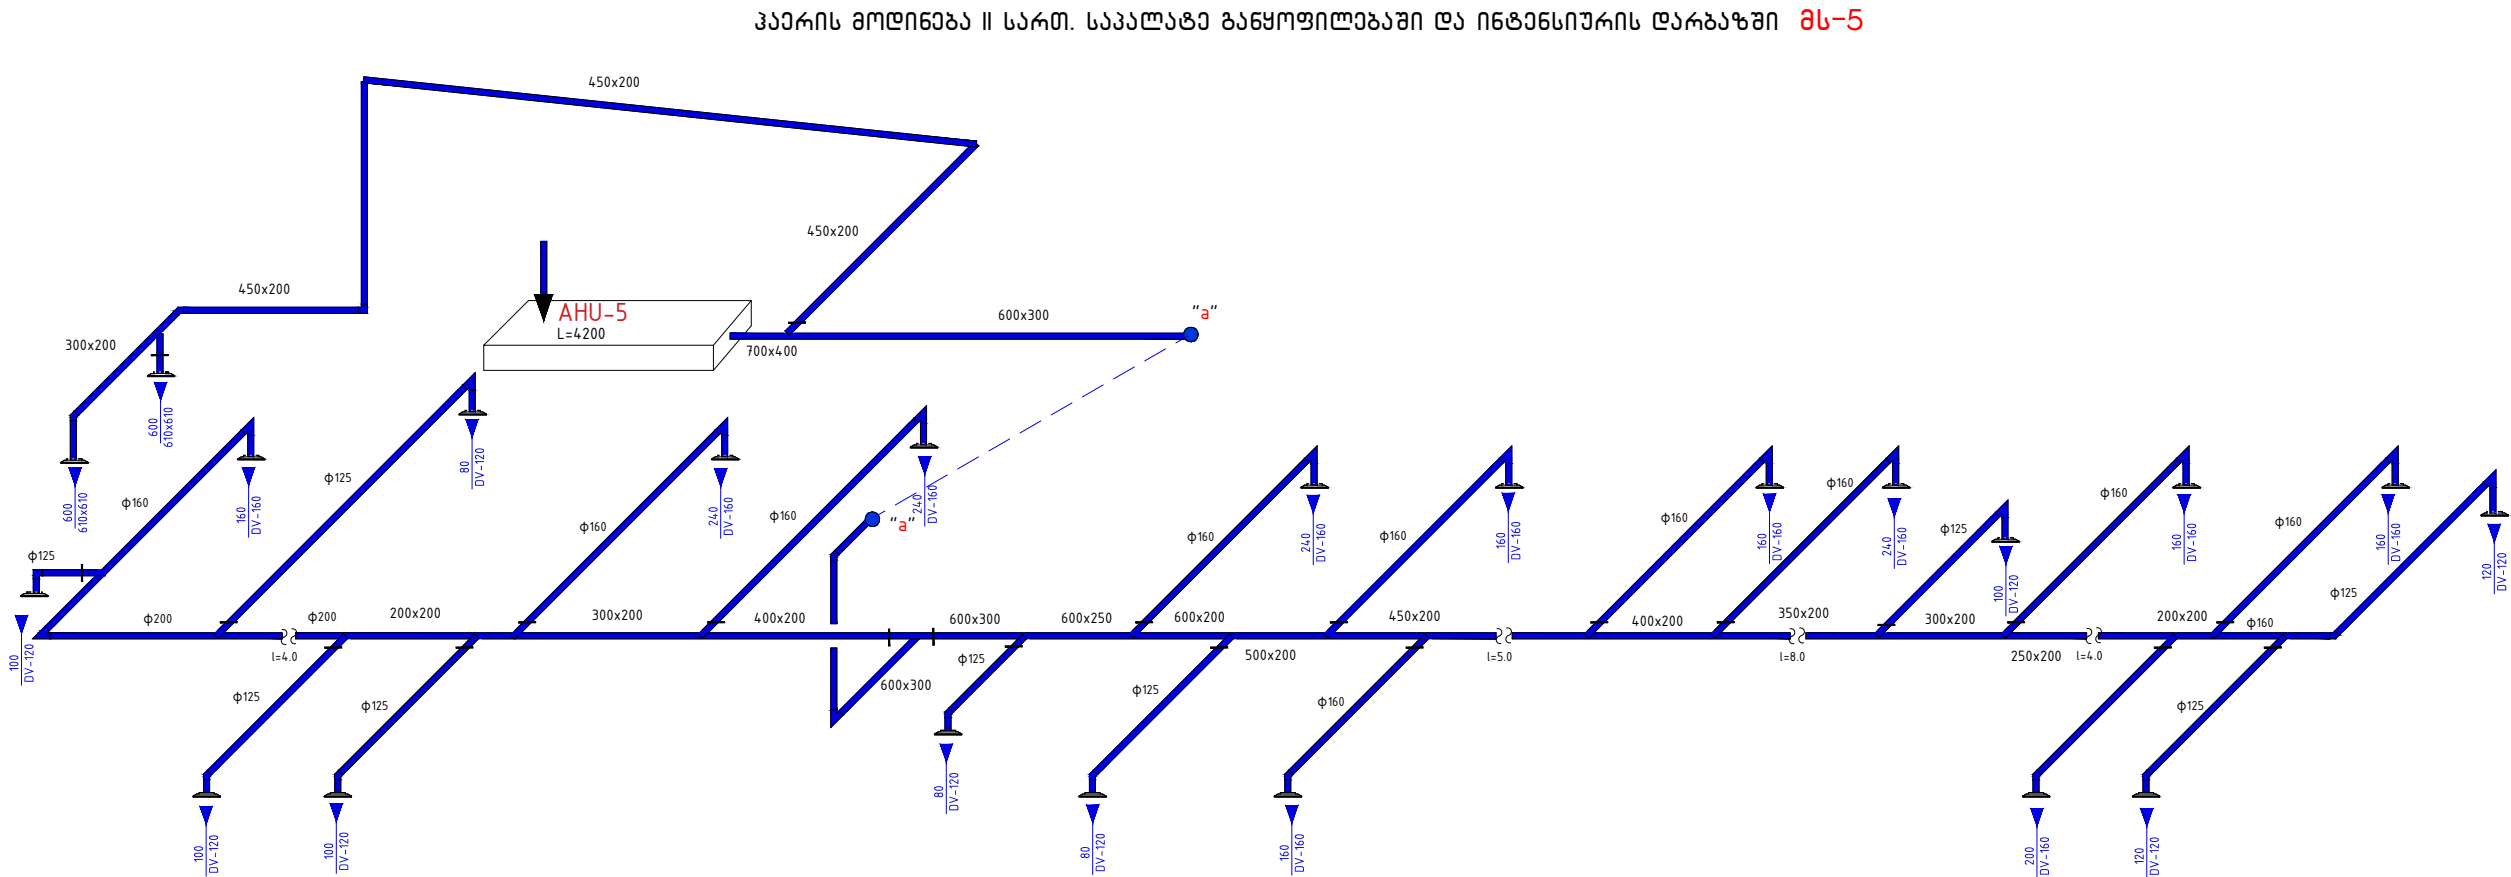 ჰაერის მოდინება II სართ. საპალატე განყოფილებაში და ინტენსიურის დარბაზში მს-5
450x200
450x200
450x200
300x200
AHU-5
L=4200
700x400
600x300
"a"
600
610x610
600
610x610
ф160
160
DV-160
ф125
100
DV-120
ф125
80
DV-120
ф160
240
DV-160
ф160
240
DV-160
"a"
ф160
240
DV-160
ф160
160
DV-160
ф160
160
DV-160
ф160
240
DV-160
ф125
100
DV-120
ф160
160
DV-160
ф160
160
DV-160
ф125
120
DV-120
ф200
ф200
200x200
300x200
400x200
600x300
600x250
600x200
450x200
400x200
350x200
300x200
200x200
ф160
l=4.0
500x200
l=5.0
l=8.0
250x200
l=4.0
600x300
ф125
100
DV-120
ф125
100
DV-120
ф125
80
DV-120
ф125
80
DV-120
ф160
160
DV-160
200
DV-160
ф125
120
DV-120